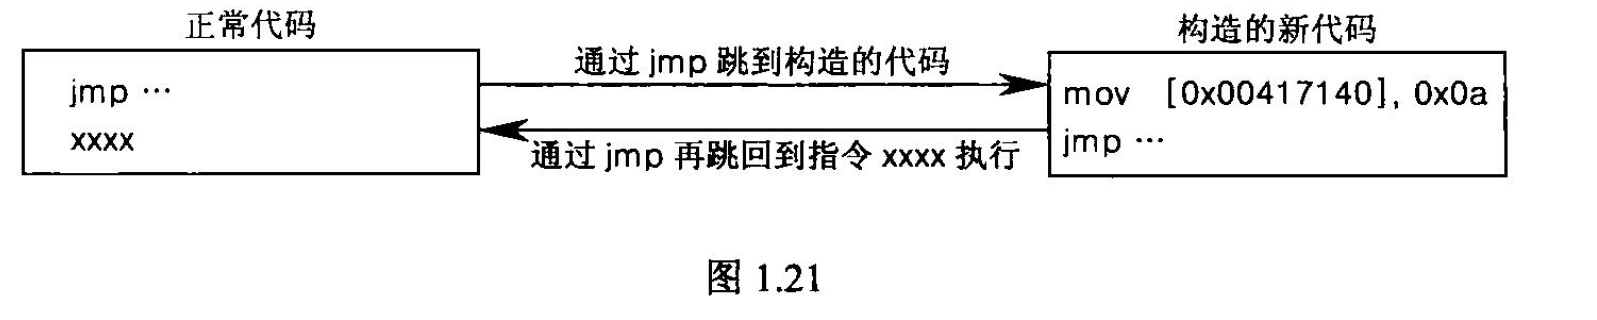 正常代码
构造的新代码
jmp …
xxxx
通过 jmp 跳到构造的代码
通过 jmp 再跳回到指令 xxxx 执行
mov [0x00417140], 0x0a
jmp …
图 1.21